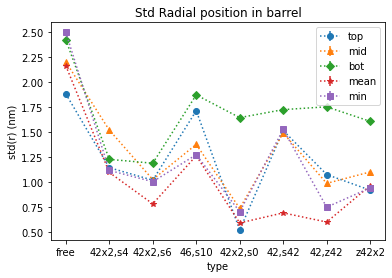 Std Radial position in barrel
std(r) (nm)
2.50
2.25
2.00
1.75
1.50
1.25
1.00
0.75
0.50
top
mid
bot
mean
min
free 42x2,s4 42x2,s6 46,s10 42x2,s0 42,s42 42,z42 z42x2
type